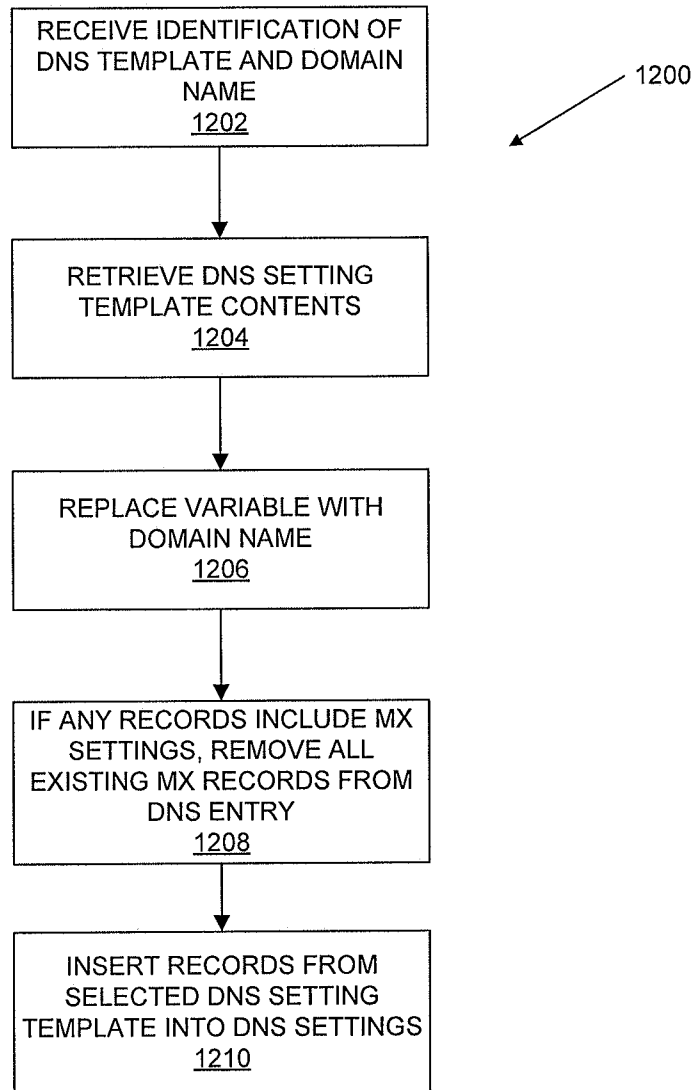 RECEIVE IDENTIFICATION OF
DNS TEMPLATE AND DOMAIN
NAME
1202
1200
RETRIEVE DNS SETTING
TEMPLATE CONTENTS
1204
REPLACE VARIABLE WITH
DOMAIN NAME
1206
IF ANY RECORDS INCLUDE MX
SETTINGS, REMOVE ALL
EXISTING MX RECORDS FROM
DNS ENTRY
1208
INSERT RECORDS FROM
SELECTED DNS SETTING
TEMPLATE INTO DNS SETTINGS
1210